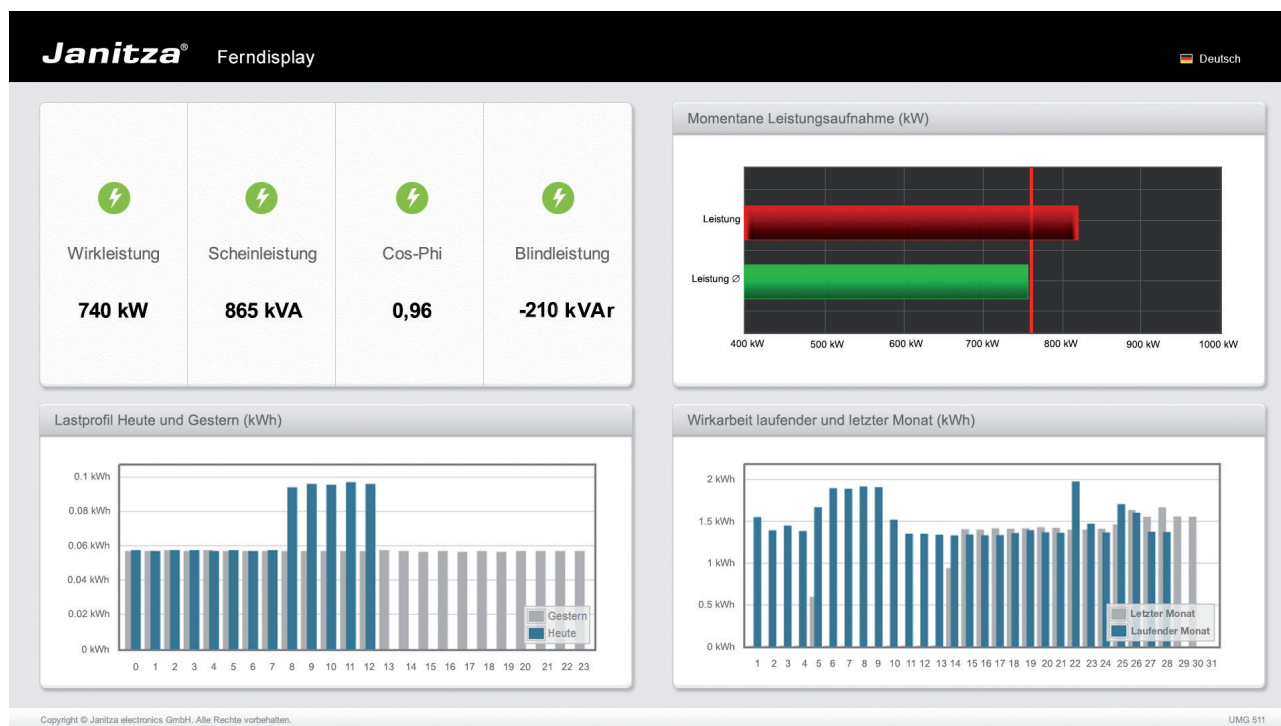 Janitza® Ferndisplay
Deutsch
Wirkleistung
740 kW
Scheinleistung
865 kVA
Cos-Phi
0,96
Blindleistung
-210 kVAr
Momentane Leistungsaufnahme (kW)
Leistung
Leistung Ø
400 kW 500 kW 600 kW 700 kW 800 kW 900 kW 1000 kW
Lastprofil Heute und Gestern (kWh)
0.1 kWh
0.08 kWh
0.06 kWh
0.04 kWh
0.02 kWh
0 kWh
Gestern
Heute
0 1 2 3 4 5 6 7 8 9 10 11 12 13 14 15 16 17 18 19 20 21 22 23
Wirkarbeit laufender und letzter Monat (kWh)
2 kWh
1.5 kWh
1 kWh
0.5 kWh
0 kWh
Letzter Monat
Laufender Monat
1 2 3 4 5 6 7 8 9 10 11 12 13 14 15 16 17 18 19 20 21 22 23 24 25 26 27 28 29 30 31
Copyright © Janitza electronics GmbH. Alle Rechte vorbehalten.
UMG 511